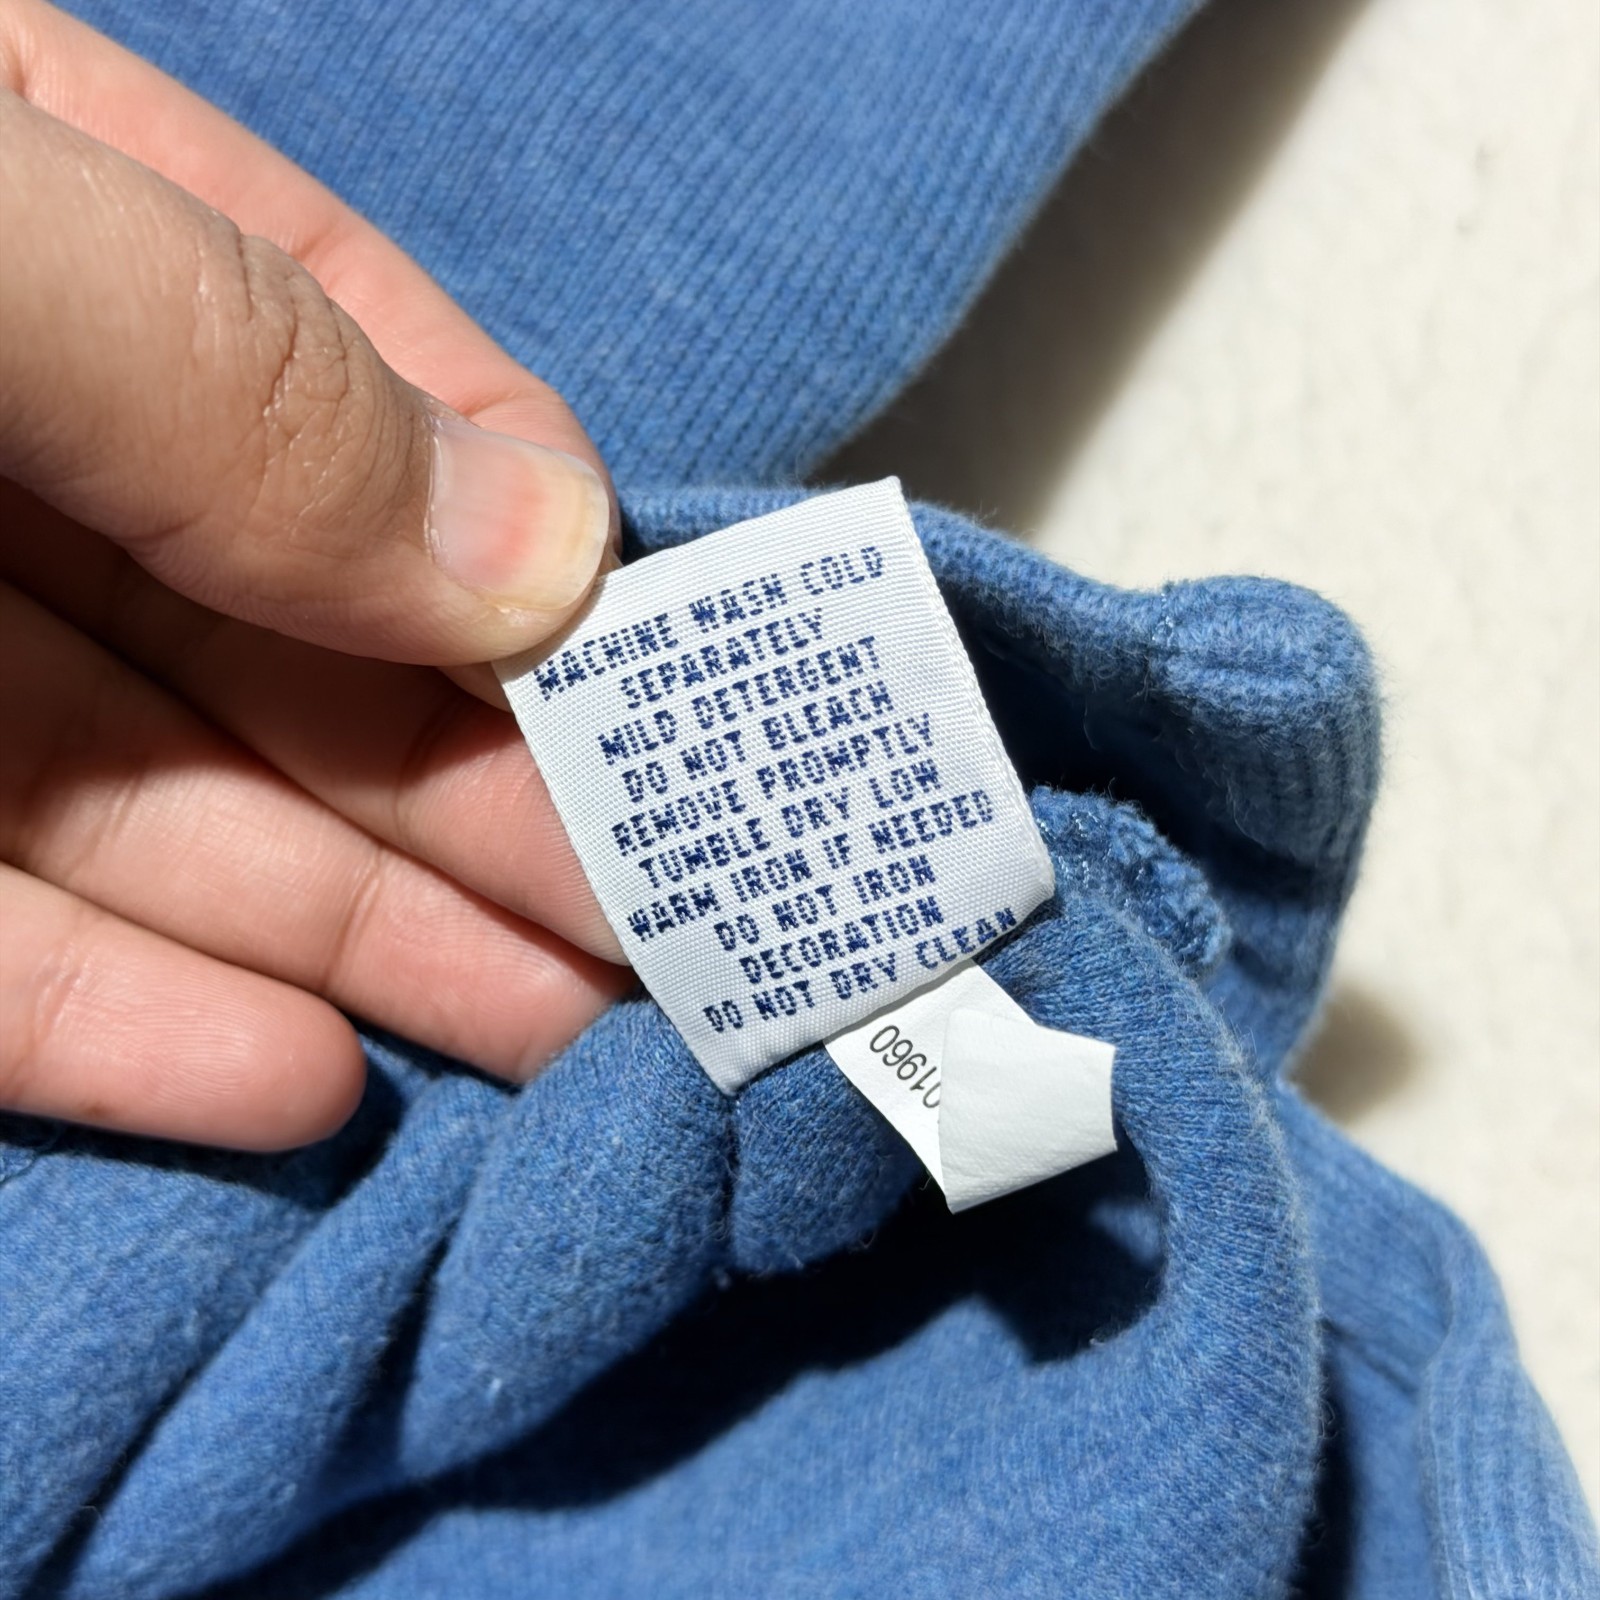 MACHINE WASH COLD
SEPARATELY
MILD DETERGENT
DO NOT BLEACH
REMOVE PROMPTLY
TUMBLE DRY LOW
WARM IRON IF NEEDED
DO NOT IRON
DECORATION
DO NOT DRY CLEAN
01960